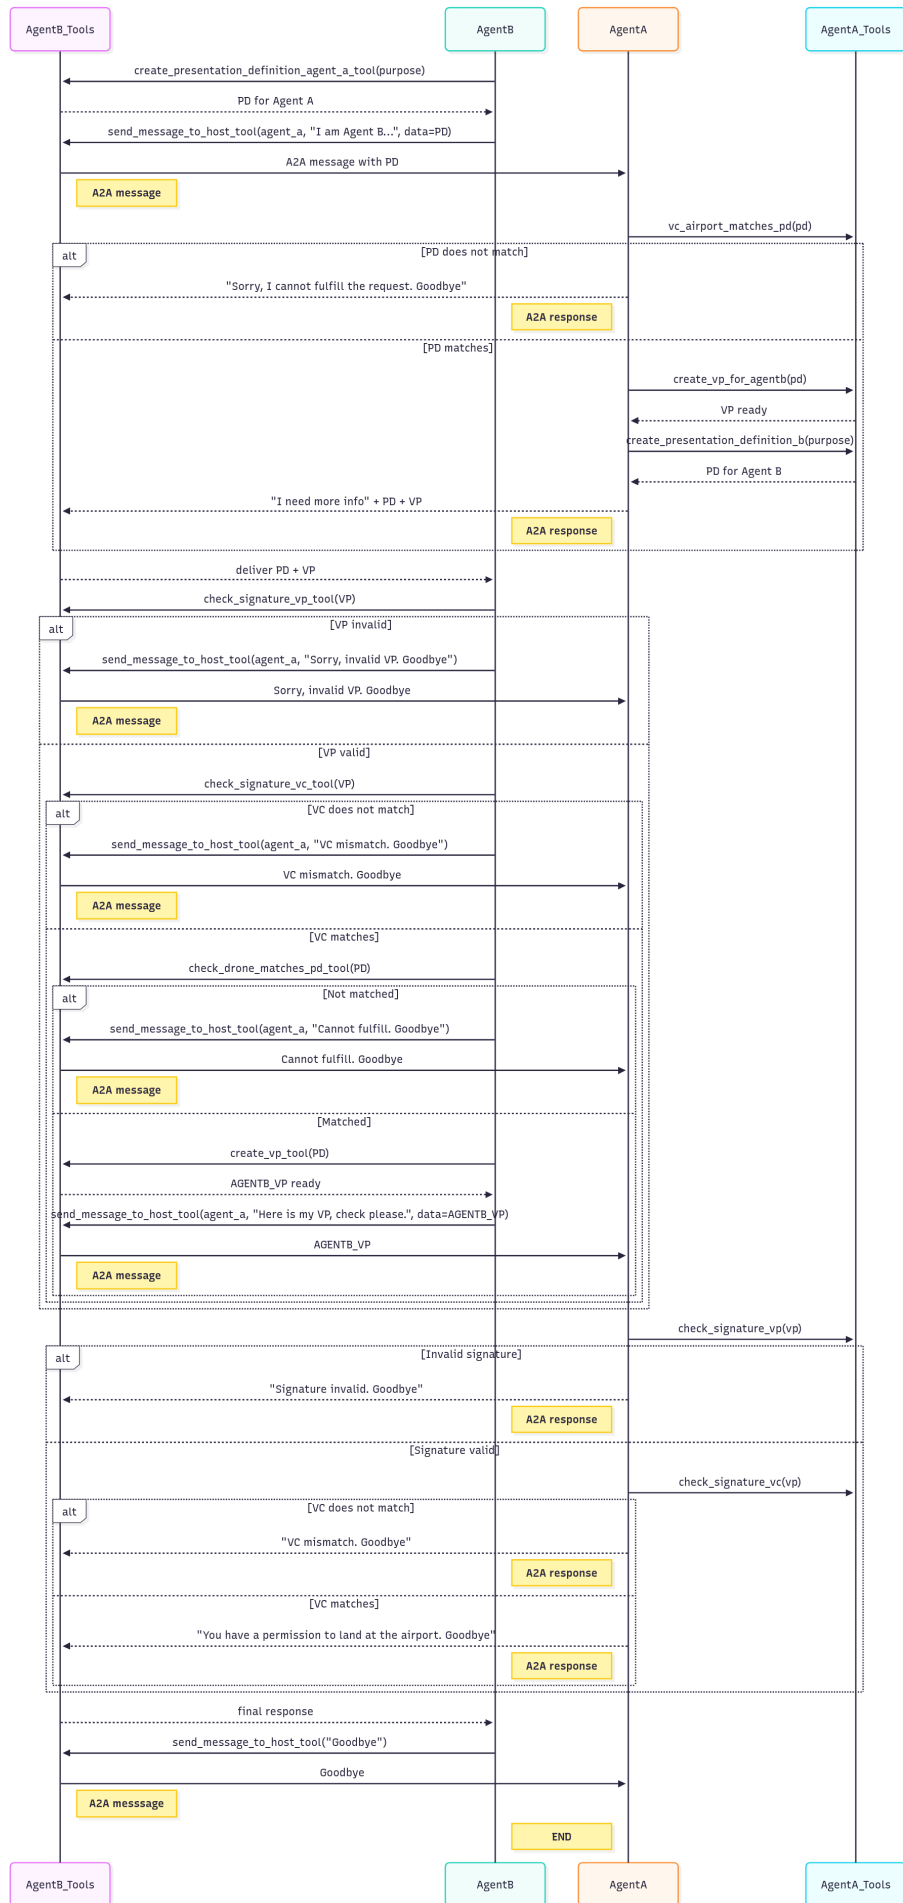 AgentB_Tools
AgentB
AgentA
AgentA_Tools
create_presentation_definition_agent_a_tool(purpose)
PD for Agent A
send_message_to_host_tool(agent_a, "I am Agent B...", data=PD)
A2A message with PD
A2A message
vc_airport_matches_pd(pd)
alt
[PD does not match]
"Sorry, I cannot fulfill the request. Goodbye"
A2A response
[PD matches]
create_vp_for_agentb(pd)
VP ready
create_presentation_definition_b(purpose)
PD for Agent B
"I need more info" + PD + VP
A2A response
deliver PD + VP
check_signature_vp_tool(VP)
alt
[VP invalid]
send_message_to_host_tool(agent_a, "Sorry, invalid VP. Goodbye")
Sorry, invalid VP. Goodbye
A2A message
[VP valid]
check_signature_vc_tool(VP)
alt
[VC does not match]
send_message_to_host_tool(agent_a, "VC mismatch. Goodbye")
VC mismatch. Goodbye
A2A message
[VC matches]
check_drone_matches_pd_tool(PD)
alt
[Not matched]
send_message_to_host_tool(agent_a, "Cannot fulfill. Goodbye")
Cannot fulfill. Goodbye
A2A message
[Matched]
create_vp_tool(PD)
AGENTB_VP ready
send_message_to_host_tool(agent_a, "Here is my VP, check please.", data=AGENTB_VP)
AGENTB_VP
A2A message
check_signature_vp(vp)
alt
[Invalid signature]
"Signature invalid. Goodbye"
A2A response
[Signature valid]
check_signature_vc(vp)
alt
[VC does not match]
"VC mismatch. Goodbye"
A2A response
[VC matches]
"You have a permission to land at the airport. Goodbye"
A2A response
final response
send_message_to_host_tool("Goodbye")
Goodbye
A2A messsage
END
AgentB_Tools
AgentB
AgentA
AgentA_Tools